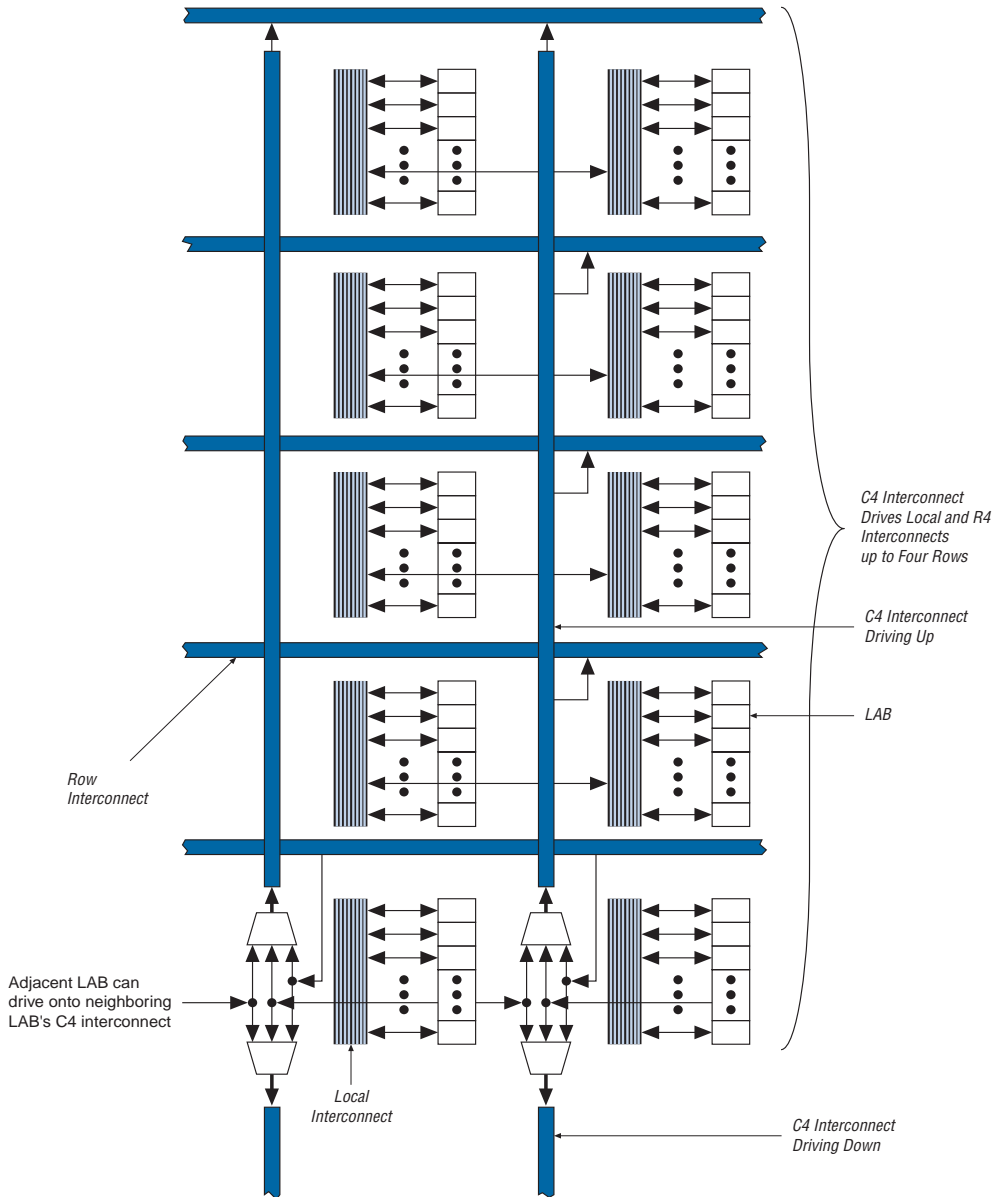 C4 Interconnect
Drives Local and R4
Interconnects
up to Four Rows
C4 Interconnect
Driving Up
LAB
Row
Interconnect
Adjacent LAB can
drive onto neighboring
LAB's C4 interconnect
Local
Interconnect
C4 Interconnect
Driving Down